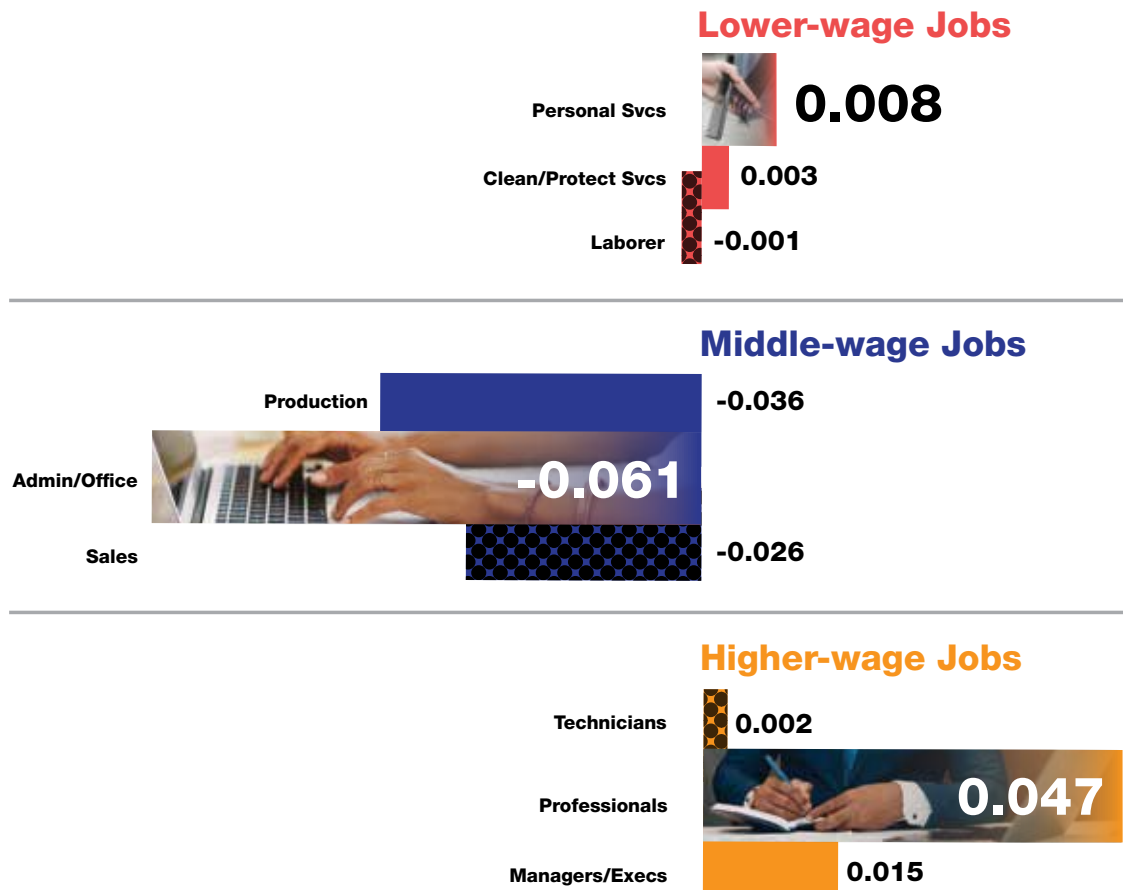 Lower-wage Jobs
Personal Svcs
0.008
Clean/Protect Svcs
0.003
Laborer
-0.001
Middle-wage Jobs
Production
-0.036
Admin/Office
-0.061
Sales
-0.026
Higher-wage Jobs
Technicians
0.002
Professionals
0.047
Managers/Execs
0.015